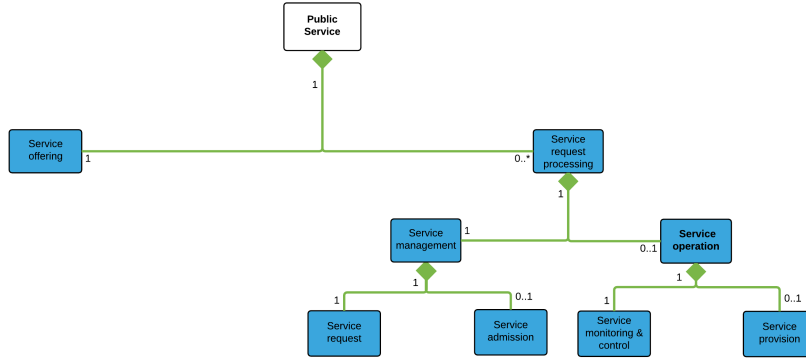 Public
Service
1
Service
offering
1
0..*
Service
request
processing
1
Service
management
1
0..1
Service
operation
1
1
1
0..1
1
0..1
Service
request
Service
admission
Service
monitoring &
control
Service
provision